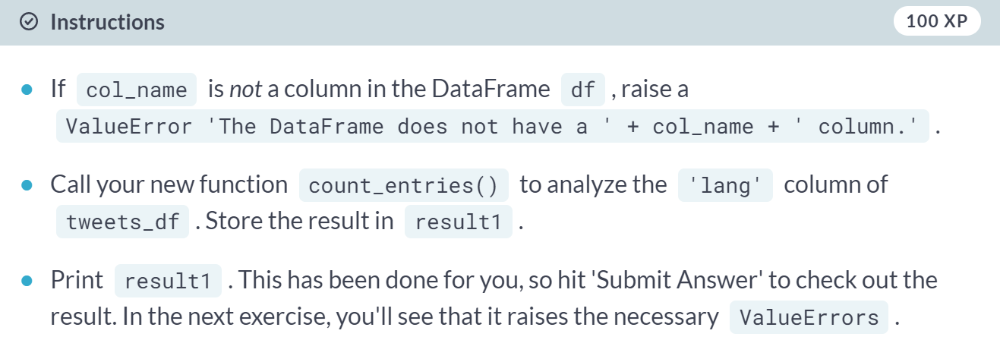 Instructions 100 XP
If col_name is not a column in the DataFrame df , raise a
ValueError 'The DataFrame does not have a ' + col_name + ' column.' .
Call your new function count_entries() to analyze the 'lang' column of
tweets_df . Store the result in result1 .
Print result1 . This has been done for you, so hit 'Submit Answer' to check out the
result. In the next exercise, you'll see that it raises the necessary ValueErrors .